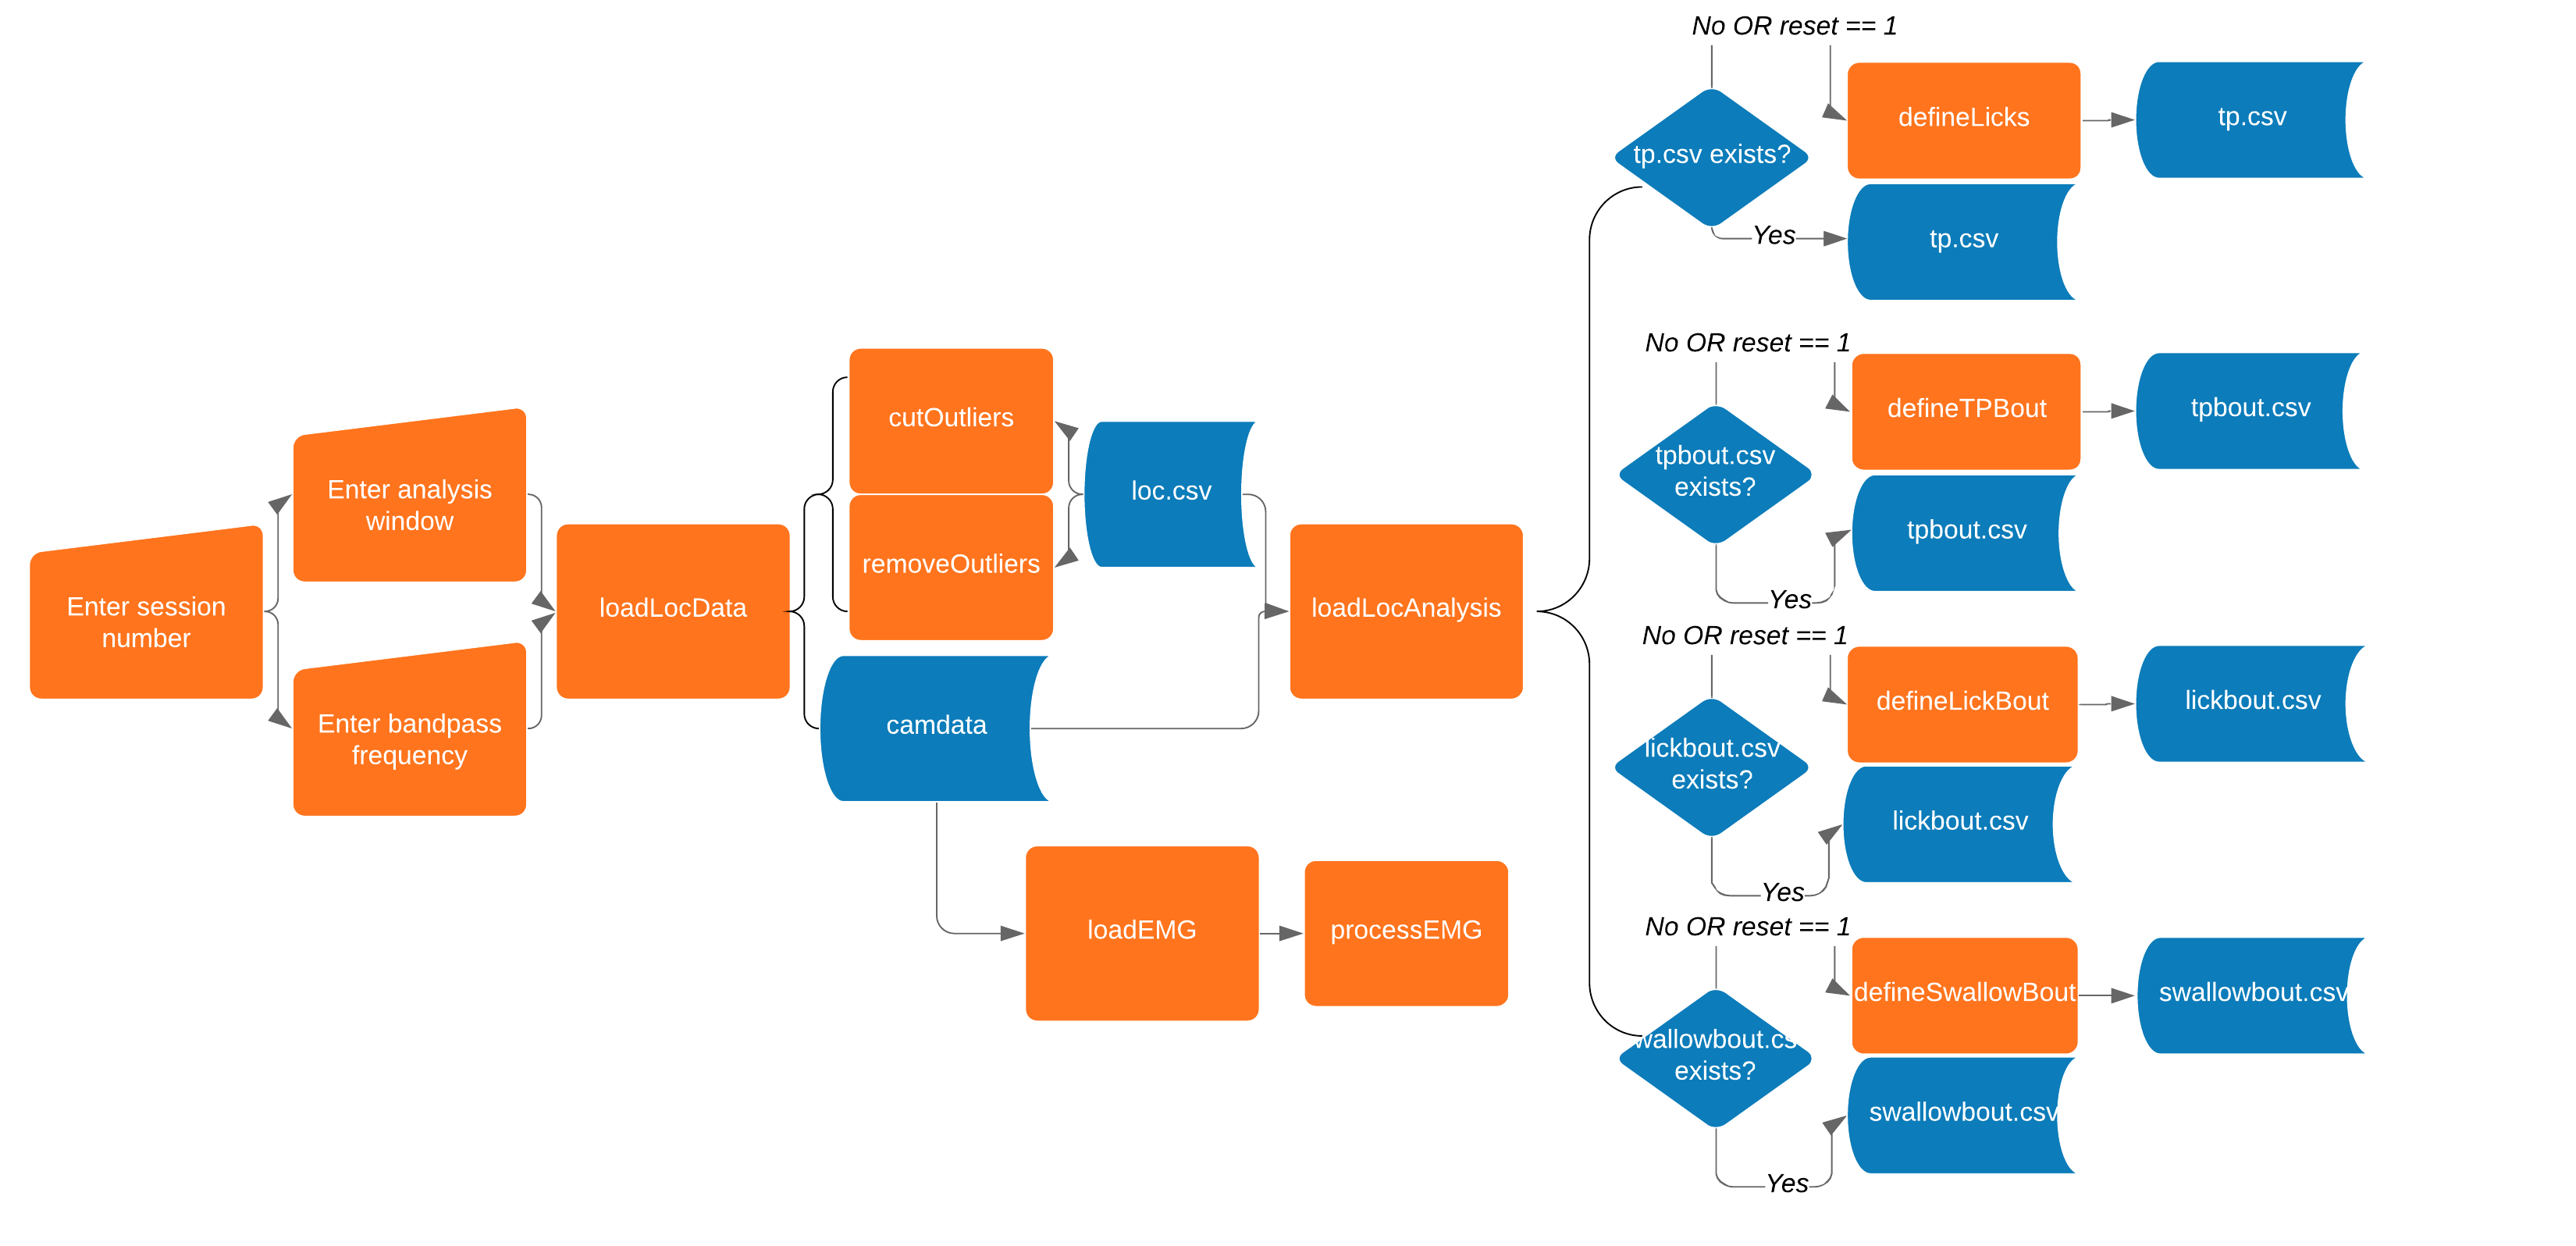 Enter session
number
Enter analysis
window
Enter bandpass
frequency
loadLocData
cutOutliers
removeOutliers
loc.csv
camdata
loadEMG
processEMG
loadLocAnalysis
No OR reset == 1
tp.csv exists?
defineLicks
tp.csv
Yes
tp.csv
No OR reset == 1
tpbout.csv
exists?
defineTPBout
tpbout.csv
Yes
tpbout.csv
No OR reset == 1
lickbout.csv
exists?
defineLickBout
lickbout.csv
Yes
lickbout.csv
No OR reset == 1
wallowbout.cs
exists?
defineSwallowBout
swallowbout.csv
Yes
swallowbout.csv